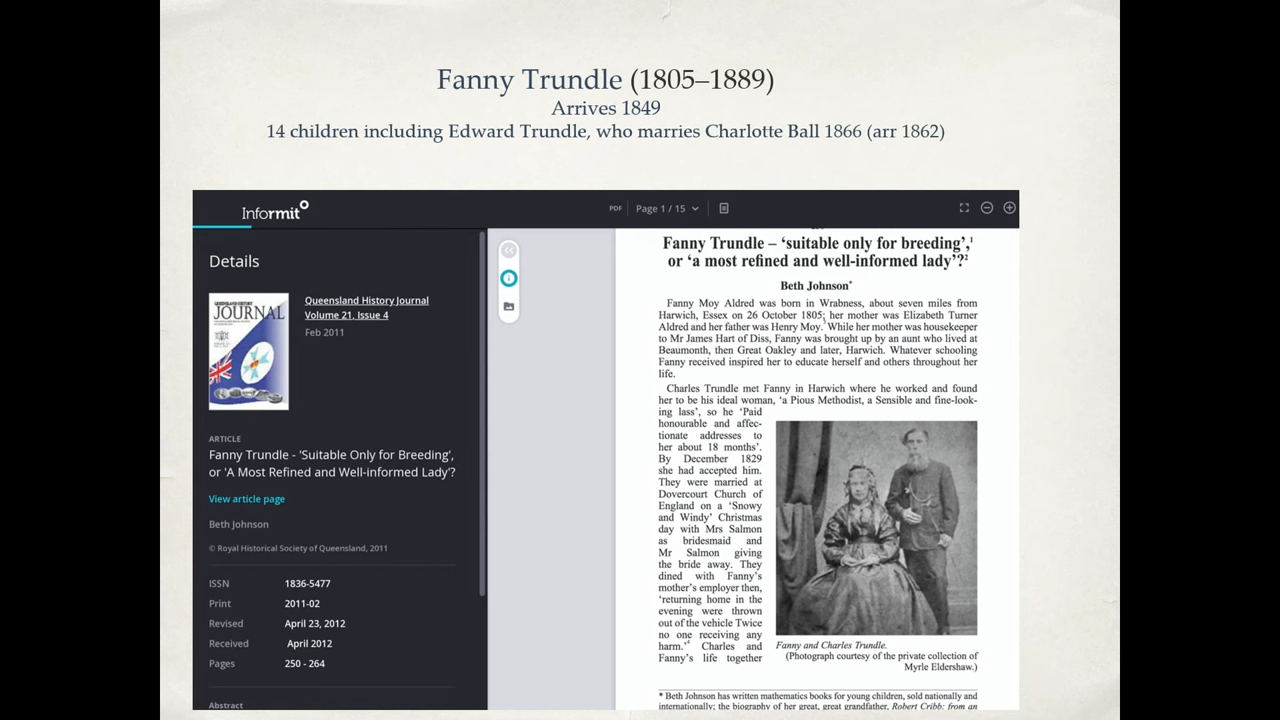 Fanny Trundle (1805–1889)
Arrives 1849
14 children including Edward Trundle, who marries Charlotte Ball 1866 (arr 1862)
Informit
PDF
Page 1 / 15
Details
QUEENSLAND HISTORY
JOURNAL
Queensland History Journal
Volume 21, Issue 4
Feb 2011
ARTICLE
Fanny Trundle - 'Suitable Only for Breeding',
or 'A Most Refined and Well-informed Lady'?
View article page
Beth Johnson
© Royal Historical Society of Queensland, 2011
ISSN 1836-5477
Print 2011-02
Revised April 23, 2012
Received April 2012
Pages 250 - 264
Abstract
Fanny Trundle – ‘suitable only for breeding’,1
or ‘a most refined and well-informed lady’?2
Beth Johnson*
Fanny Moy Aldred was born in Wrabness, about seven miles from
Harwich, Essex on 26 October 1805; her mother was Elizabeth Turner
Aldred and her father was Henry Moy.3 While her mother was housekeeper
to Mr James Hart of Diss, Fanny was brought up by an aunt who lived at
Beaumont, then Great Oakley and later, Harwich. Whatever schooling
Fanny received inspired her to educate herself and others throughout her
life.
Charles Trundle met Fanny in Harwich where he worked and found
her to be his ideal woman, ‘a Pious Methodist, a Sensible and fine-look-
ing lass’, so he ‘Paid
honourable and affec-
tionate addresses to
her about 18 months’.
By December 1829
she had accepted him.
They were married at
Dovercourt Church of
England on a ‘Snowy
and Windy’ Christmas
day with Mrs Salmon
as bridesmaid and
Mr Salmon giving
the bride away. They
dined with Fanny’s
mother’s employer then,
‘returning home in the
evening were thrown
out of the vehicle Twice
no one receiving any
harm.’4 Charles and
Fanny’s life together
Fanny and Charles Trundle.
(Photograph courtesy of the private collection of
Myrle Eldershaw.)
* Beth Johnson has written mathematics books for young children, sold nationally and
internationally; the biography of her great, great grandfather, Robert Cribb: from an